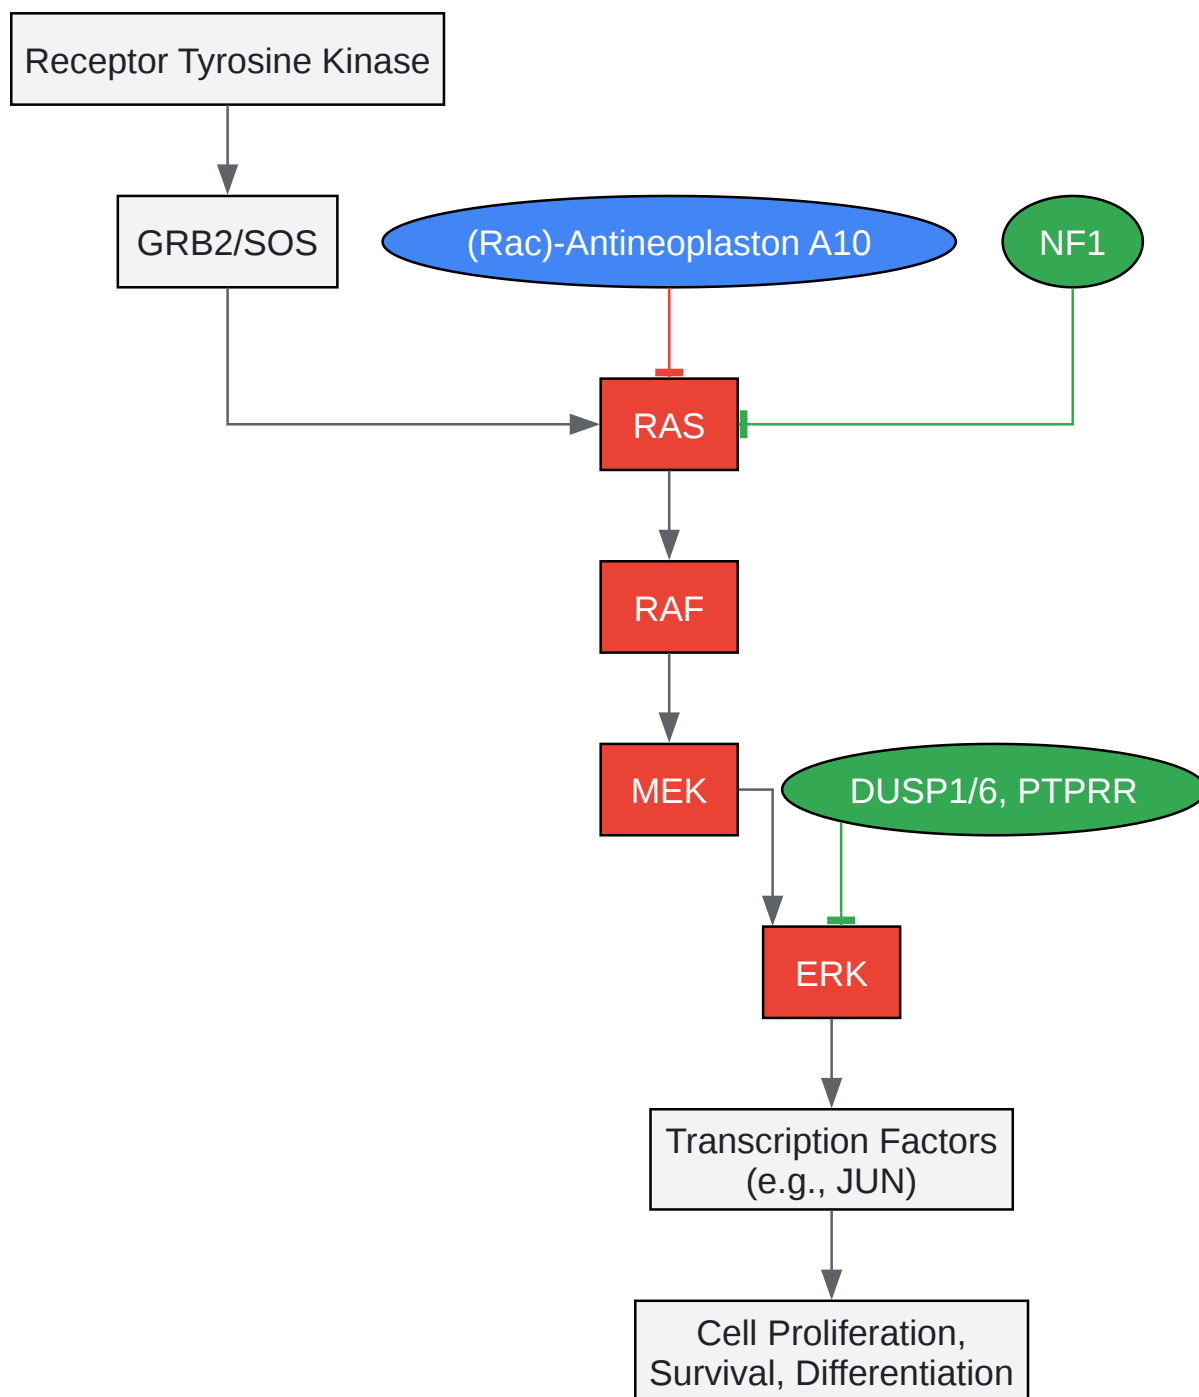 Receptor Tyrosine Kinase
GRB2/SOS
(Rac)-Antineoplaston A10
NF1
RAS
RAF
MEK
DUSP1/6, PTPRR
ERK
Transcription Factors
(e.g., JUN)
Cell Proliferation,
Survival, Differentiation